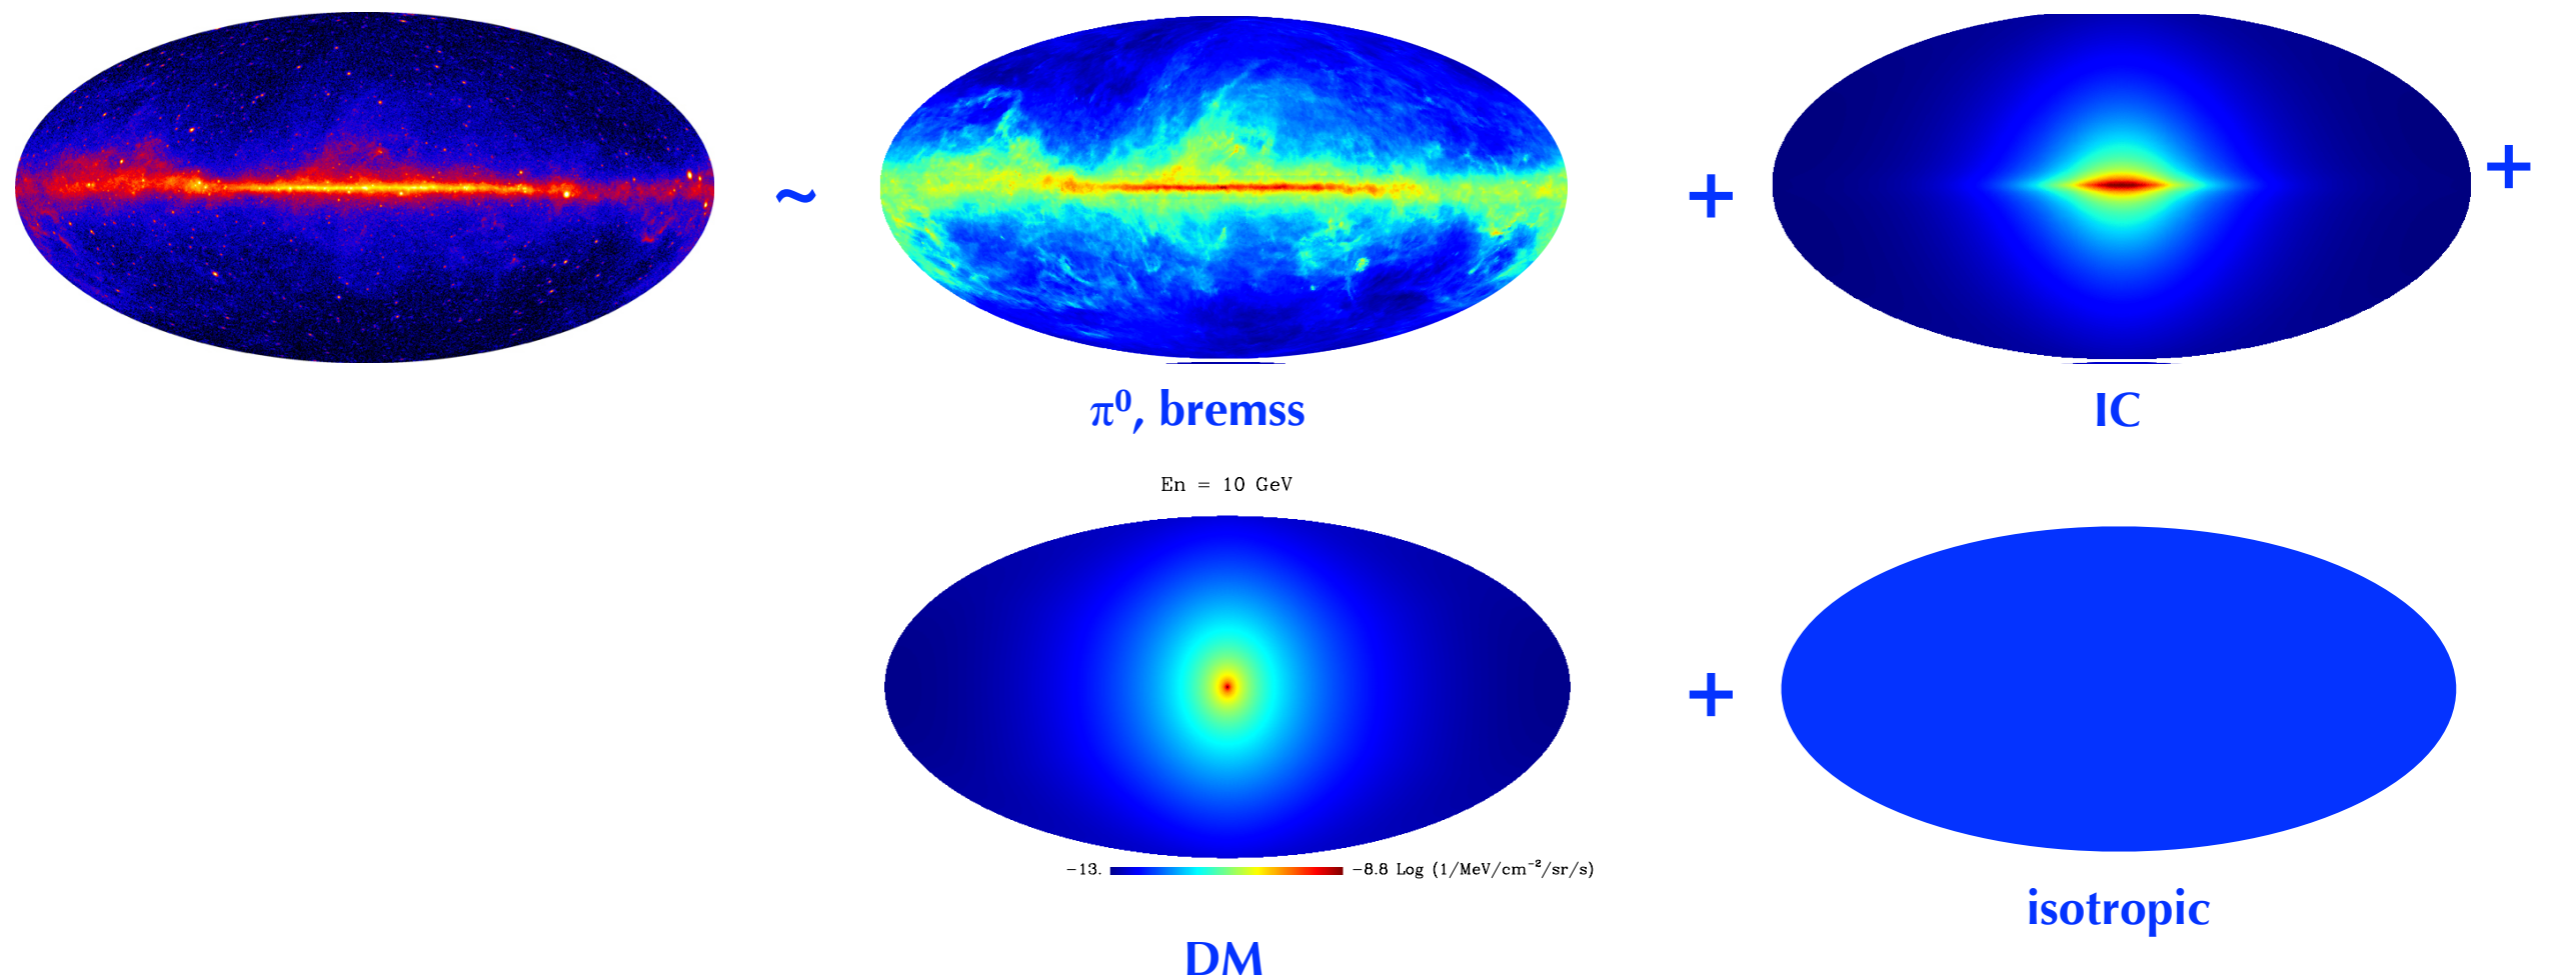 ~
+
+
π⁰, bremss
IC
En = 10 GeV
+
−13.
−8.8 Log (1/MeV/cm⁻²/sr/s)
isotropic
DM